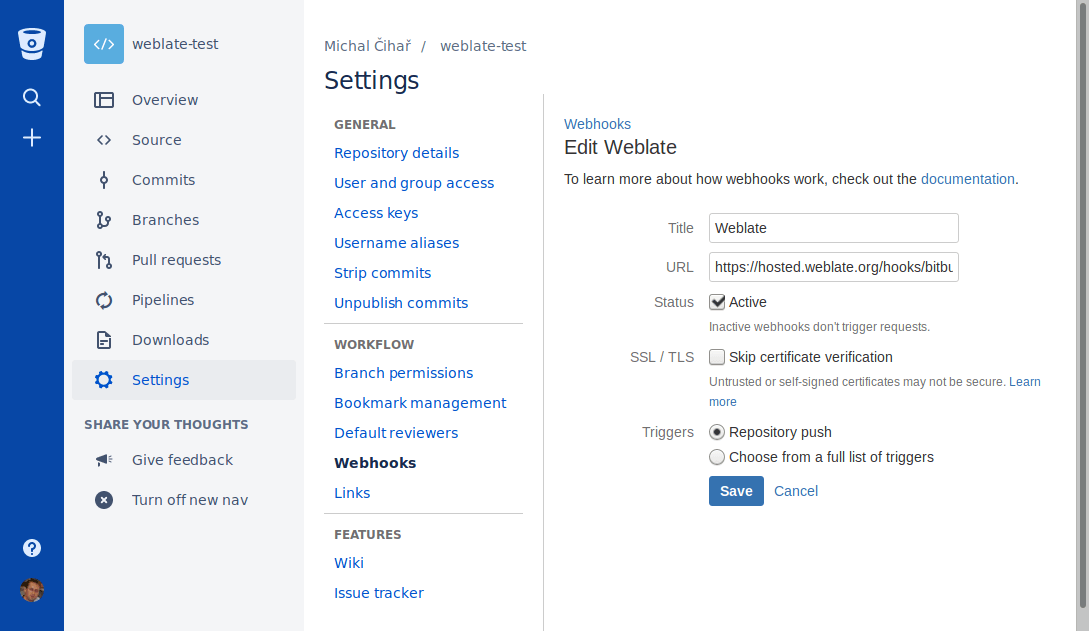 weblate-test
Overview
Source
Commits
Branches
Pull requests
Pipelines
Downloads
Settings
SHARE YOUR THOUGHTS
Give feedback
Turn off new nav
Michal Čihař / weblate-test
Settings
GENERAL
Repository details
User and group access
Access keys
Username aliases
Strip commits
Unpublish commits
WORKFLOW
Branch permissions
Bookmark management
Default reviewers
Webhooks
Links
FEATURES
Wiki
Issue tracker
Webhooks
Edit Weblate
To learn more about how webhooks work, check out the documentation.
Title Weblate
URL https://hosted.weblate.org/hooks/bitbu
Status Active
Inactive webhooks don't trigger requests.
SSL / TLS Skip certificate verification
Untrusted or self-signed certificates may not be secure. Learn
more
Triggers Repository push
Choose from a full list of triggers
Save Cancel